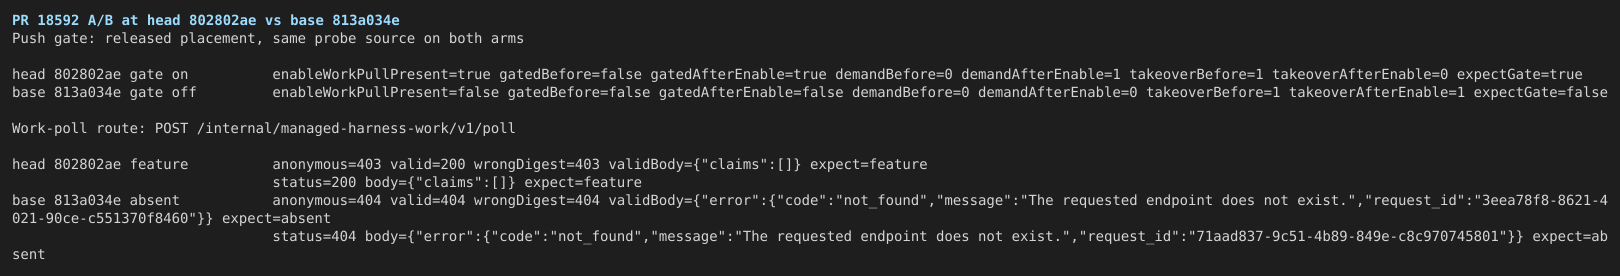 PR 18592 A/B at head 802802ae vs base 813a034e
Push gate: released placement, same probe source on both arms
head 802802ae gate on enableWorkPullPresent=true gatedBefore=false gatedAfterEnable=true demandBefore=0 demandAfterEnable=1 takeoverBefore=1 takeoverAfterEnable=0 expectGate=true
base 813a034e gate off enableWorkPullPresent=false gatedBefore=false gatedAfterEnable=false demandBefore=0 demandAfterEnable=0 takeoverBefore=1 takeoverAfterEnable=1 expectGate=false
Work-poll route: POST /internal/managed-harness-work/v1/poll
head 802802ae feature anonymous=403 valid=200 wrongDigest=403 validBody={"claims":[]} expect=feature
status=200 body={"claims":[]} expect=feature
base 813a034e absent anonymous=404 valid=404 wrongDigest=404 validBody={"error":{"code":"not_found","message":"The requested endpoint does not exist.","request_id":"3eea78f8-8621-4
021-90ce-c551370f8460"}} expect=absent
status=404 body={"error":{"code":"not_found","message":"The requested endpoint does not exist.","request_id":"71aad837-9c51-4b89-849e-c8c970745801"}} expect=ab
sent